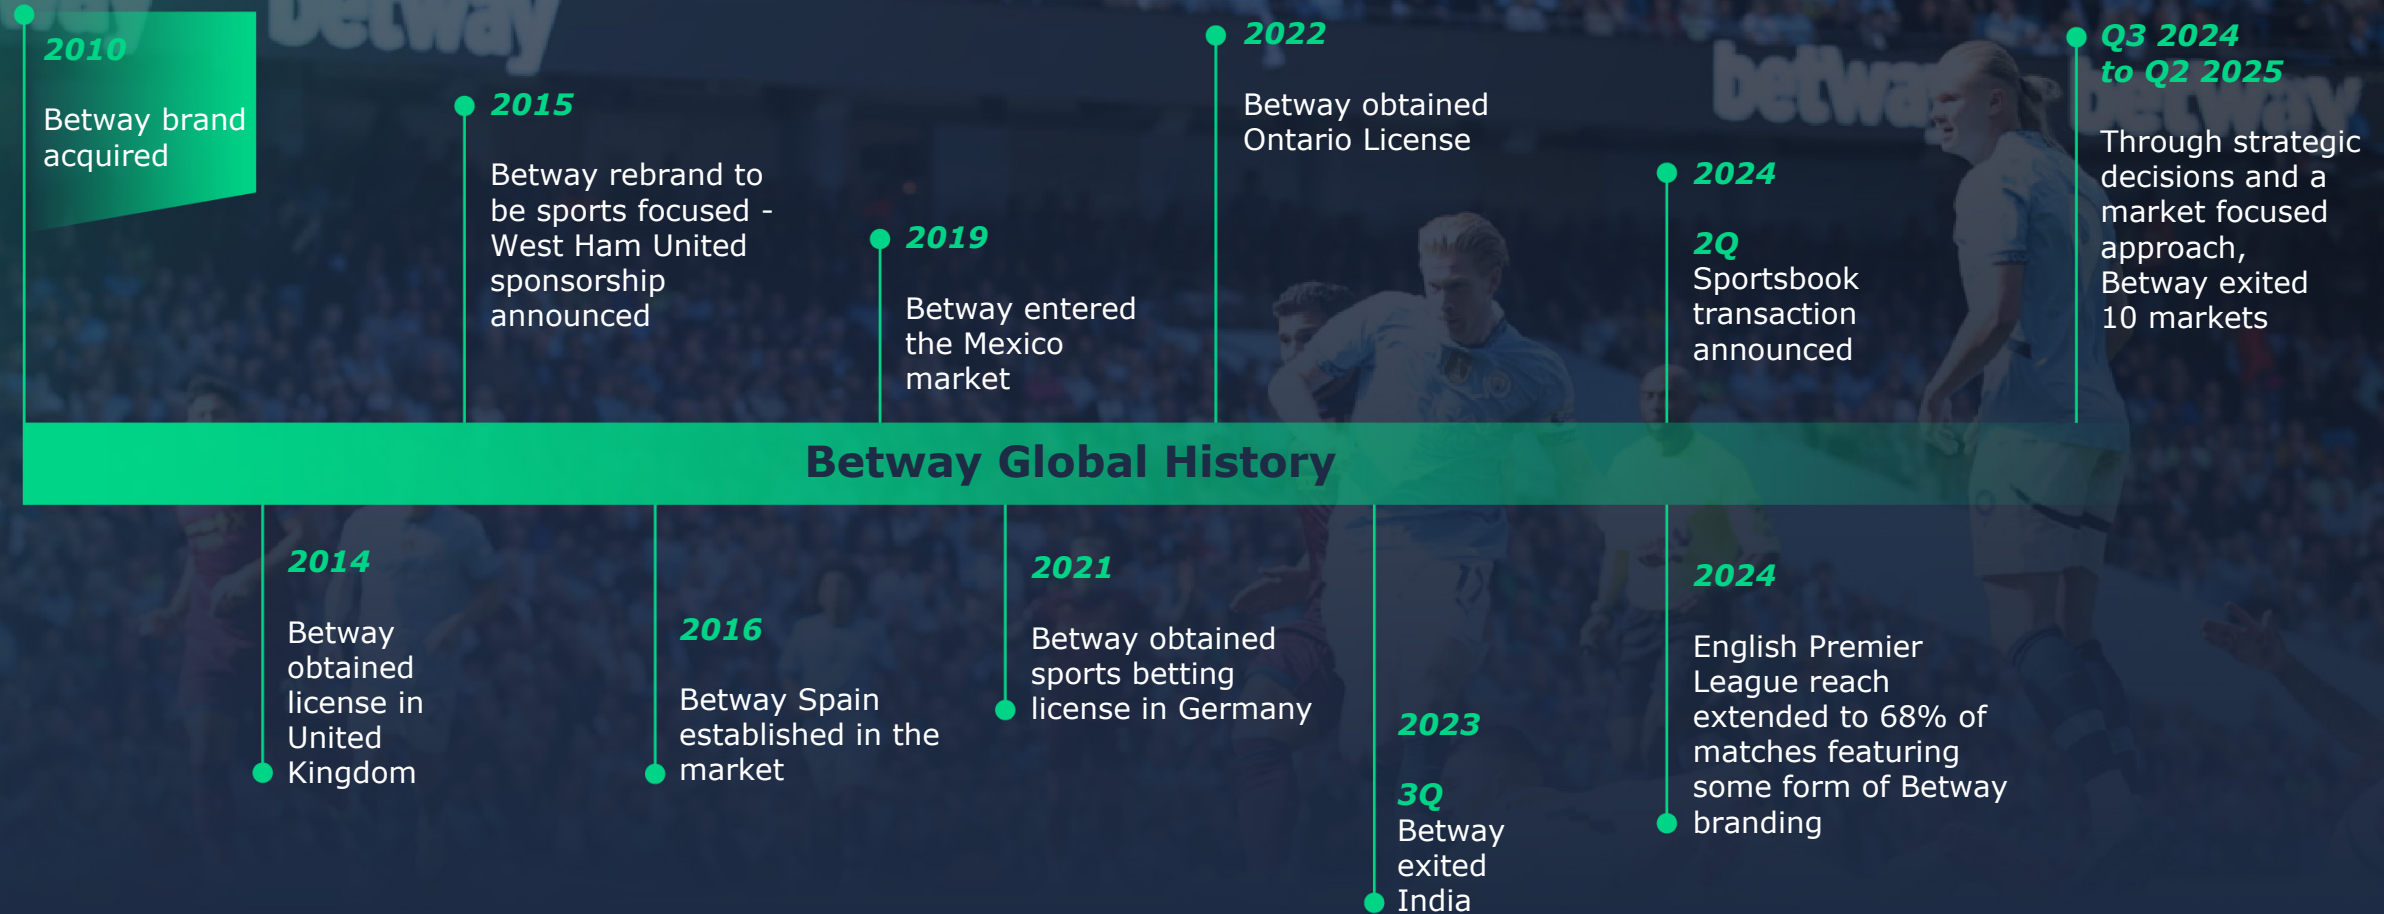 betway
betway
betway
2010
Betway brand
acquired
2015
Betway rebrand to
be sports focused -
West Ham United
sponsorship
announced
2019
Betway entered
the Mexico
market
2022
Betway obtained
Ontario License
2024
2Q
Sportsbook
transaction
announced
Q3 2024
to Q2 2025
Through strategic
decisions and a
market focused
approach,
Betway exited
10 markets
Betway Global History
2014
Betway
obtained
license in
United
Kingdom
2016
Betway Spain
established in the
market
2021
Betway obtained
sports betting
license in Germany
2023
3Q
Betway
exited
India
2024
English Premier
League reach
extended to 68% of
matches featuring
some form of Betway
branding